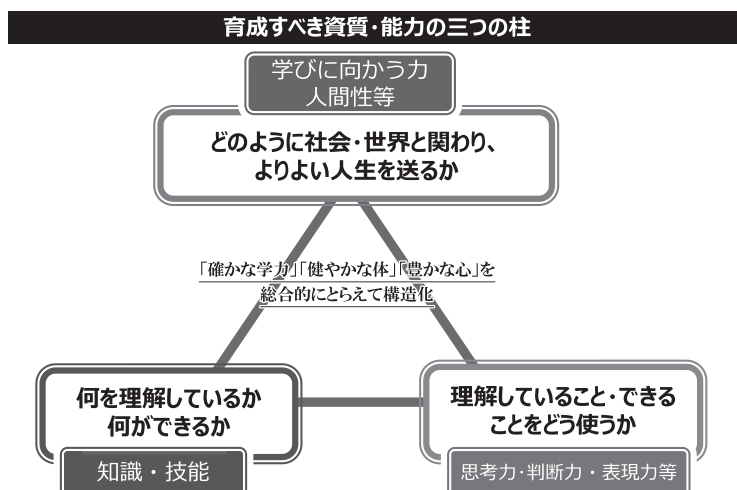 育成すべき資質・能力の三つの柱
学びに向かう力
人間性等
どのように社会・世界と関わり、
よりよい人生を送るか
「確かな学力」「健やかな体」「豊かな心」を
総合的にとらえて構造化
何を理解しているか
何ができるか
知識・技能
理解していること・できる
ことをどう使うか
思考力・判断力・表現力等